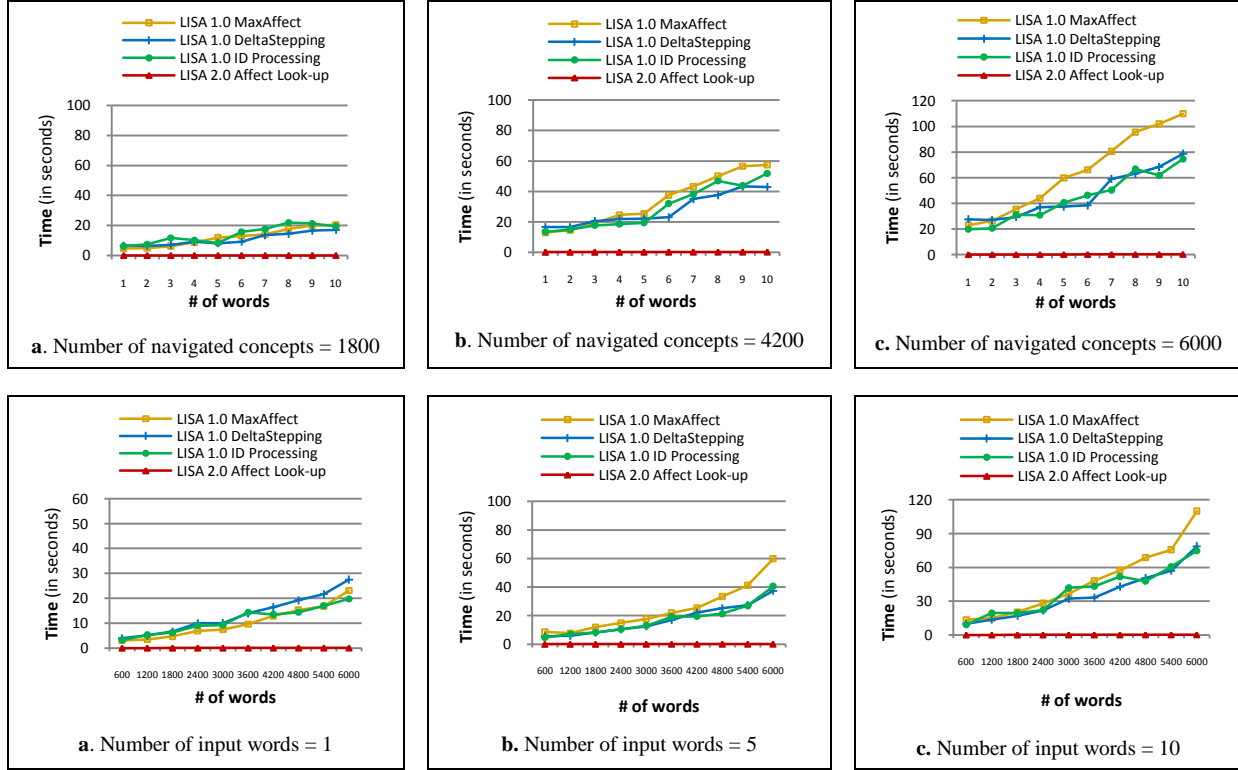 LISA 1.0 MaxAffect
LISA 1.0 DeltaStepping
LISA 1.0 ID Processing
LISA 2.0 Affect Look-up
Time (in seconds)
100
80
60
40
20
0
1 2 3 4 5 6 7 8 9 10
# of words
a. Number of navigated concepts = 1800
LISA 1.0 MaxAffect
LISA 1.0 DeltaStepping
LISA 1.0 ID Processing
LISA 2.0 Affect Look-up
Time (in seconds)
100
80
60
40
20
0
1 2 3 4 5 6 7 8 9 10
# of words
b. Number of navigated concepts = 4200
LISA 1.0 MaxAffect
LISA 1.0 DeltaStepping
LISA 1.0 ID Processing
LISA 2.0 Affect Look-up
Time (in seconds)
120
100
80
60
40
20
0
1 2 3 4 5 6 7 8 9 10
# of words
c. Number of navigated concepts = 6000
LISA 1.0 MaxAffect
LISA 1.0 DeltaStepping
LISA 1.0 ID Processing
LISA 2.0 Affect Look-up
Time (in seconds)
60
50
40
30
20
10
0
600 1200 1800 2400 3000 3600 4200 4800 5400 6000
# of words
a. Number of input words = 1
LISA 1.0 MaxAffect
LISA 1.0 DeltaStepping
LISA 1.0 ID Processing
LISA 2.0 Affect Look-up
Time (in seconds)
100
80
60
40
20
0
600 1200 1800 2400 3000 3600 4200 4800 5400 6000
# of words
b. Number of input words = 5
LISA 1.0 MaxAffect
LISA 1.0 DeltaStepping
LISA 1.0 ID Processing
LISA 2.0 Affect Look-up
Time (in seconds)
120
90
60
30
0
600 1200 1800 2400 3000 3600 4200 4800 5400 6000
# of words
c. Number of input words = 10